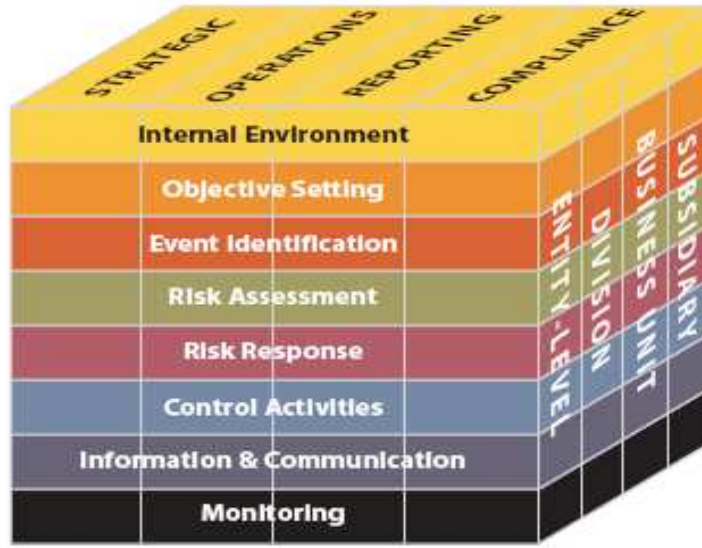 STRATEGIC
OPERATIONS
REPORTING
COMPLIANCE
Internal Environment
Objective Setting
Event Identification
Risk Assessment
Risk Response
Control Activities
Information & Communication
Monitoring
ENTITY-LEVEL
DIVISION
BUSINESS UNIT
SUBSIDIARY